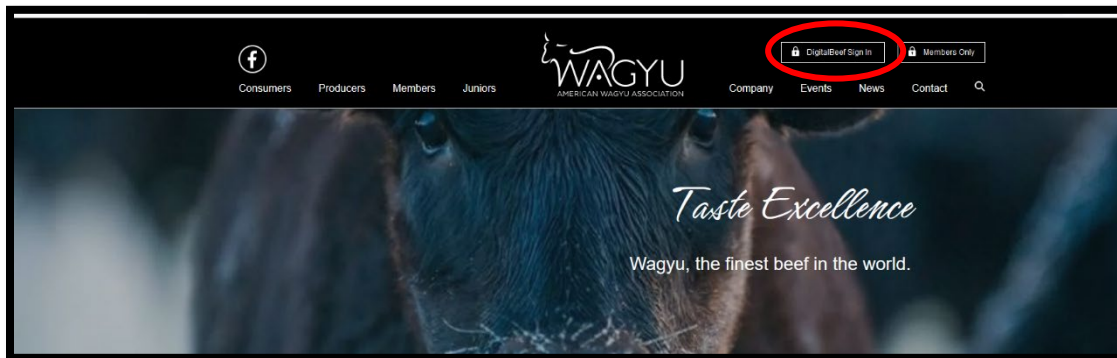 DigitalBeef Sign In
Members Only
WAGYU
AMERICAN WAGYU ASSOCIATION
Consumers Producers Members Juniors
Company Events News Contact
Taste Excellence
Wagyu, the finest beef in the world.